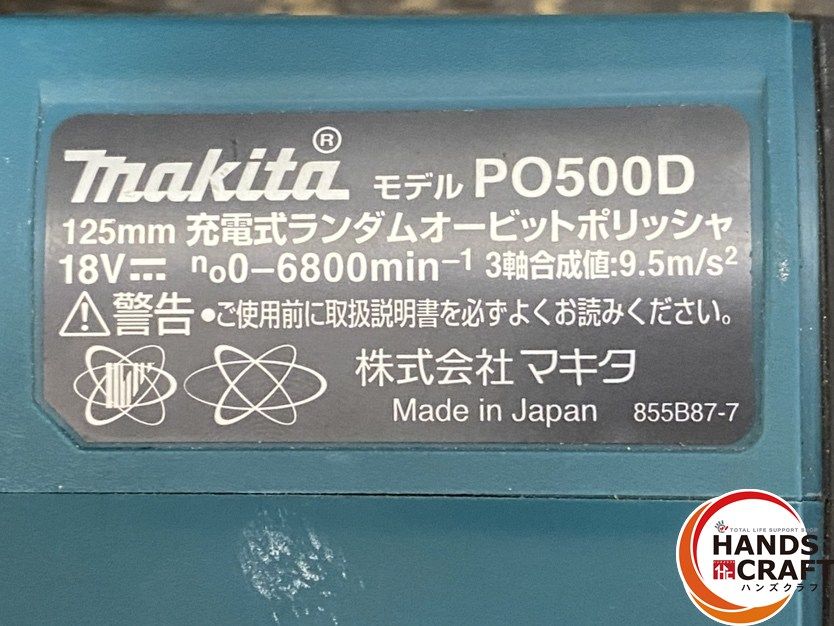 makita® モデル PO500D
125mm 充電式ランダムオービットポリッシャ
18V⎓ n₀0-6800min⁻¹ 3軸合成値:9.5m/s²
⚠警告 •ご使用前に取扱説明書を必ずよくお読みください。
株式会社 マキタ
Made in Japan 855B87-7
TOTAL LIFE SUPPORT SHOP
HANDS
CRAFT
ハンズクラフト